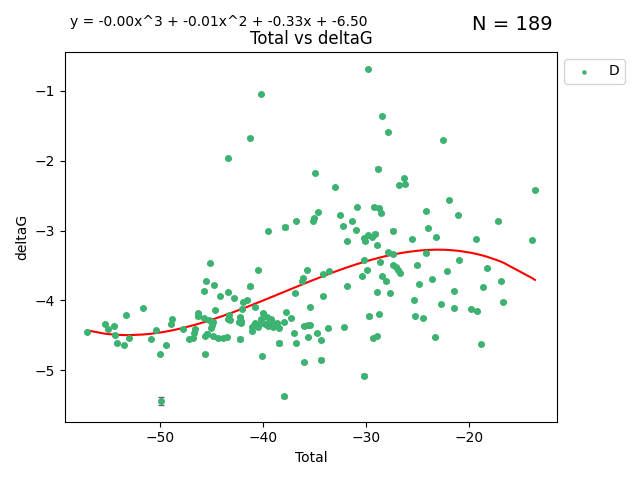 y = -0.00x^3 + -0.01x^2 + -0.33x + -6.50
N = 189
Total vs deltaG
D
−1
−2
−3
−4
−5
deltaG
−50 −40 −30 −20
Total